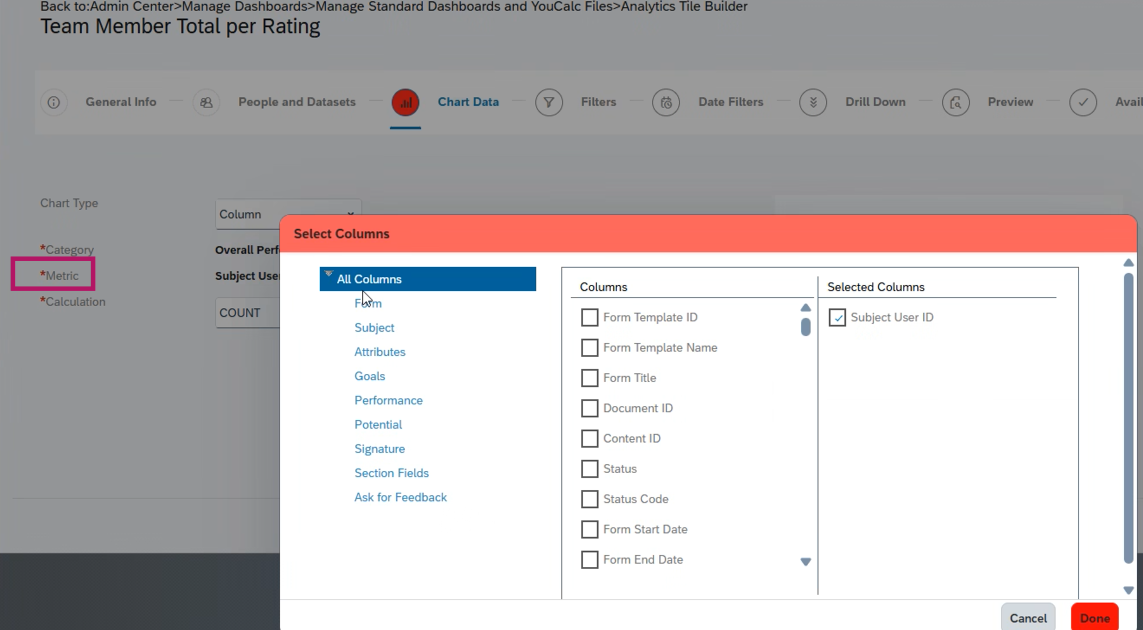 Back to:Admin Center>Manage Dashboards>Manage Standard Dashboards and YouCalc Files>Analytics Tile Builder
Team Member Total per Rating
General Info
People and Datasets
Chart Data
Filters
Date Filters
Drill Down
Preview
Avai
Chart Type
Column
*Category
Overall Perf
*Metric
Subject User
*Calculation
COUNT
Select Columns
All Columns
Form
Subject
Attributes
Goals
Performance
Potential
Signature
Section Fields
Ask for Feedback
Columns
Form Template ID
Form Template Name
Form Title
Document ID
Content ID
Status
Status Code
Form Start Date
Form End Date
Selected Columns
Subject User ID
Cancel
Done